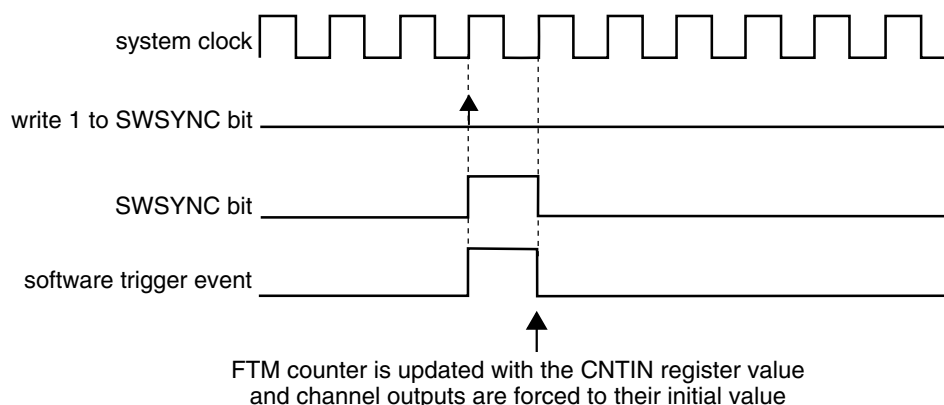 system clock
write 1 to SWSYNC bit
SWSYNC bit
software trigger event
FTM counter is updated with the CNTIN register value
and channel outputs are forced to their initial value